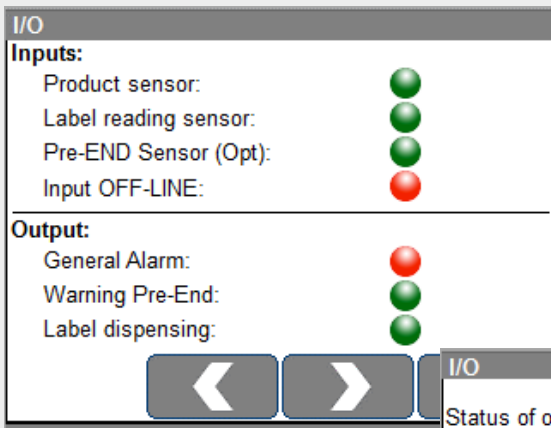 I/O
Inputs:
Product sensor:
Label reading sensor:
Pre-END Sensor (Opt):
Input OFF-LINE:
Output:
General Alarm:
Warning Pre-End:
Label dispensing:
I/O
Status of o